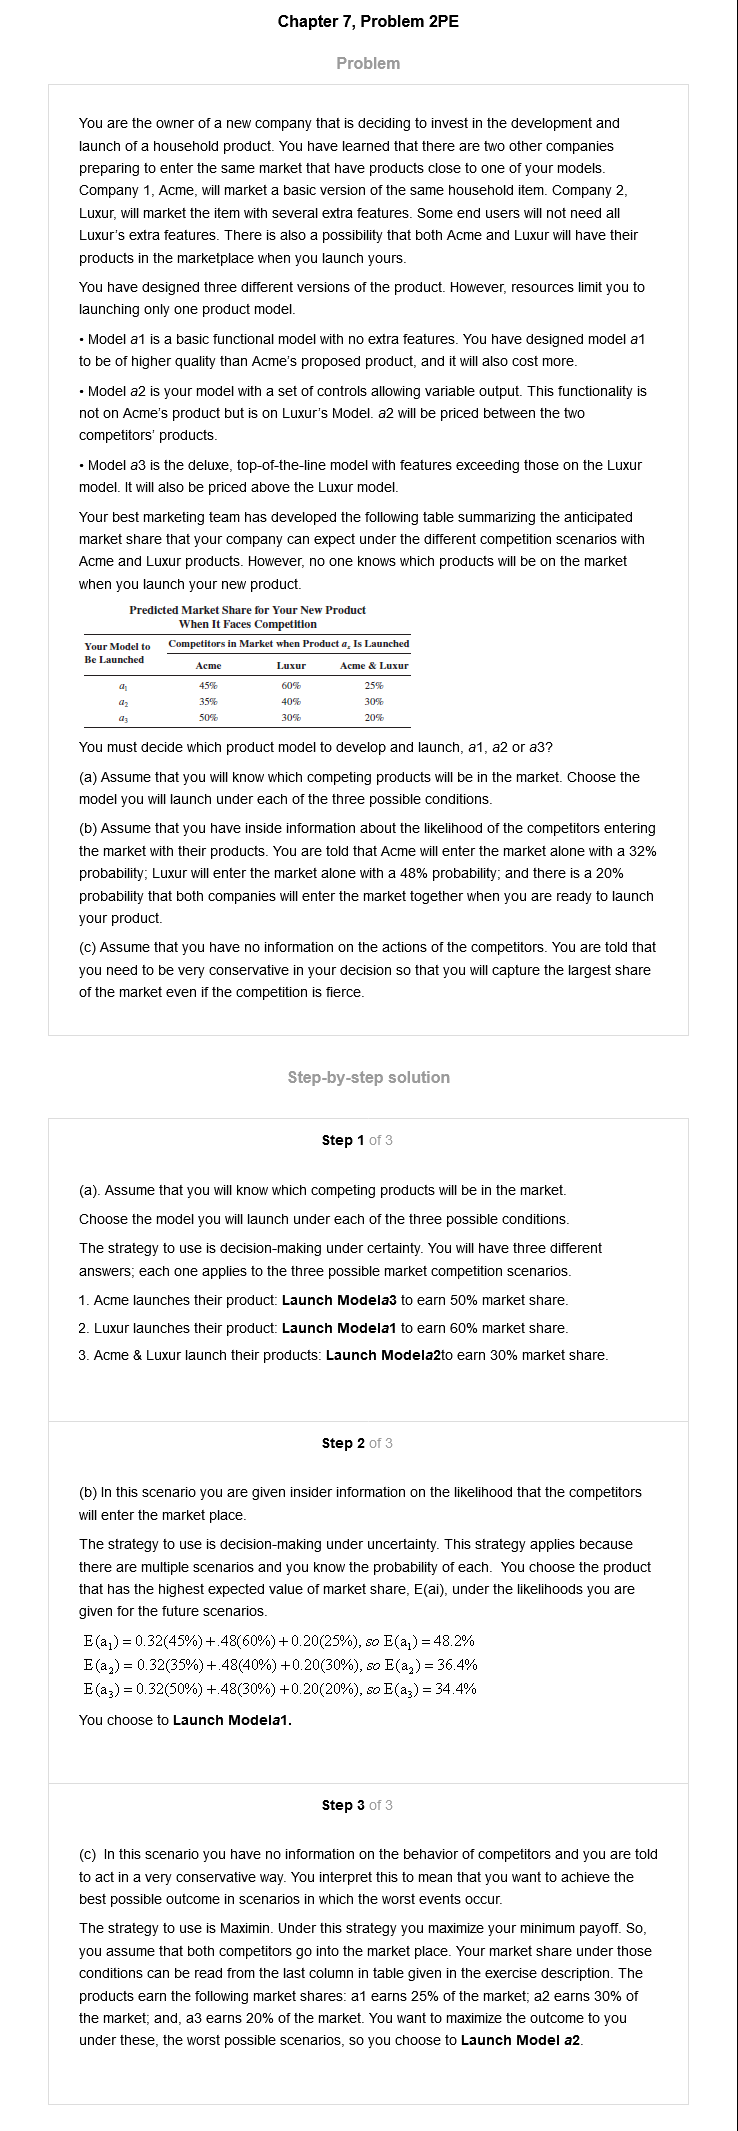 Chapter 7, Problem 2PE
Problem
You are the owner of a new company that is deciding to invest in the development and
launch of a household product. You have learned that there are two other companies
preparing to enter the same market that have products close to one of your models.
Company 1, Acme, will market a basic version of the same household item. Company 2,
Luxur, will market the item with several extra features. Some end users will not need all
Luxur's extra features. There is also a possibility that both Acme and Luxur will have their
products in the marketplace when you launch yours.
You have designed three different versions of the product. However, resources limit you to
launching only one product model.
• Model a1 is a basic functional model with no extra features. You have designed model a1
to be of higher quality than Acme's proposed product, and it will also cost more.
• Model a2 is your model with a set of controls allowing variable output. This functionality is
not on Acme's product but is on Luxur's Model. a2 will be priced between the two
competitors' products.
• Model a3 is the deluxe, top-of-the-line model with features exceeding those on the Luxur
model. It will also be priced above the Luxur model.
Your best marketing team has developed the following table summarizing the anticipated
market share that your company can expect under the different competition scenarios with
Acme and Luxur products. However, no one knows which products will be on the market
when you launch your new product.
Predicted Market Share for Your New Product
When It Faces Competition
Your Model to Competitors in Market when Product aᵢ Is Launched
Be Launched Acme Luxur Acme & Luxur
a₁ 45% 60% 25%
a₂ 35% 40% 30%
a₃ 50% 30% 20%
You must decide which product model to develop and launch, a1, a2 or a3?
(a) Assume that you will know which competing products will be in the market. Choose the
model you will launch under each of the three possible conditions.
(b) Assume that you have inside information about the likelihood of the competitors entering
the market with their products. You are told that Acme will enter the market alone with a 32%
probability; Luxur will enter the market alone with a 48% probability; and there is a 20%
probability that both companies will enter the market together when you are ready to launch
your product.
(c) Assume that you have no information on the actions of the competitors. You are told that
you need to be very conservative in your decision so that you will capture the largest share
of the market even if the competition is fierce.
Step-by-step solution
Step 1 of 3
(a). Assume that you will know which competing products will be in the market.
Choose the model you will launch under each of the three possible conditions.
The strategy to use is decision-making under certainty. You will have three different
answers; each one applies to the three possible market competition scenarios.
1. Acme launches their product: Launch Modela3 to earn 50% market share.
2. Luxur launches their product: Launch Modela1 to earn 60% market share.
3. Acme & Luxur launch their products: Launch Modela2to earn 30% market share.
Step 2 of 3
(b) In this scenario you are given insider information on the likelihood that the competitors
will enter the market place.
The strategy to use is decision-making under uncertainty. This strategy applies because
there are multiple scenarios and you know the probability of each. You choose the product
that has the highest expected value of market share, E(ai), under the likelihoods you are
given for the future scenarios.
E(a₁) = 0.32(45%)+.48(60%)+0.20(25%), so E(a₁) = 48.2%
E(a₂) = 0.32(35%)+.48(40%)+0.20(30%), so E(a₂) = 36.4%
E(a₃) = 0.32(50%)+.48(30%)+0.20(20%), so E(a₃) = 34.4%
You choose to Launch Modela1.
Step 3 of 3
(c) In this scenario you have no information on the behavior of competitors and you are told
to act in a very conservative way. You interpret this to mean that you want to achieve the
best possible outcome in scenarios in which the worst events occur.
The strategy to use is Maximin. Under this strategy you maximize your minimum payoff. So,
you assume that both competitors go into the market place. Your market share under those
conditions can be read from the last column in table given in the exercise description. The
products earn the following market shares: a1 earns 25% of the market; a2 earns 30% of
the market; and, a3 earns 20% of the market. You want to maximize the outcome to you
under these, the worst possible scenarios, so you choose to Launch Model a2.